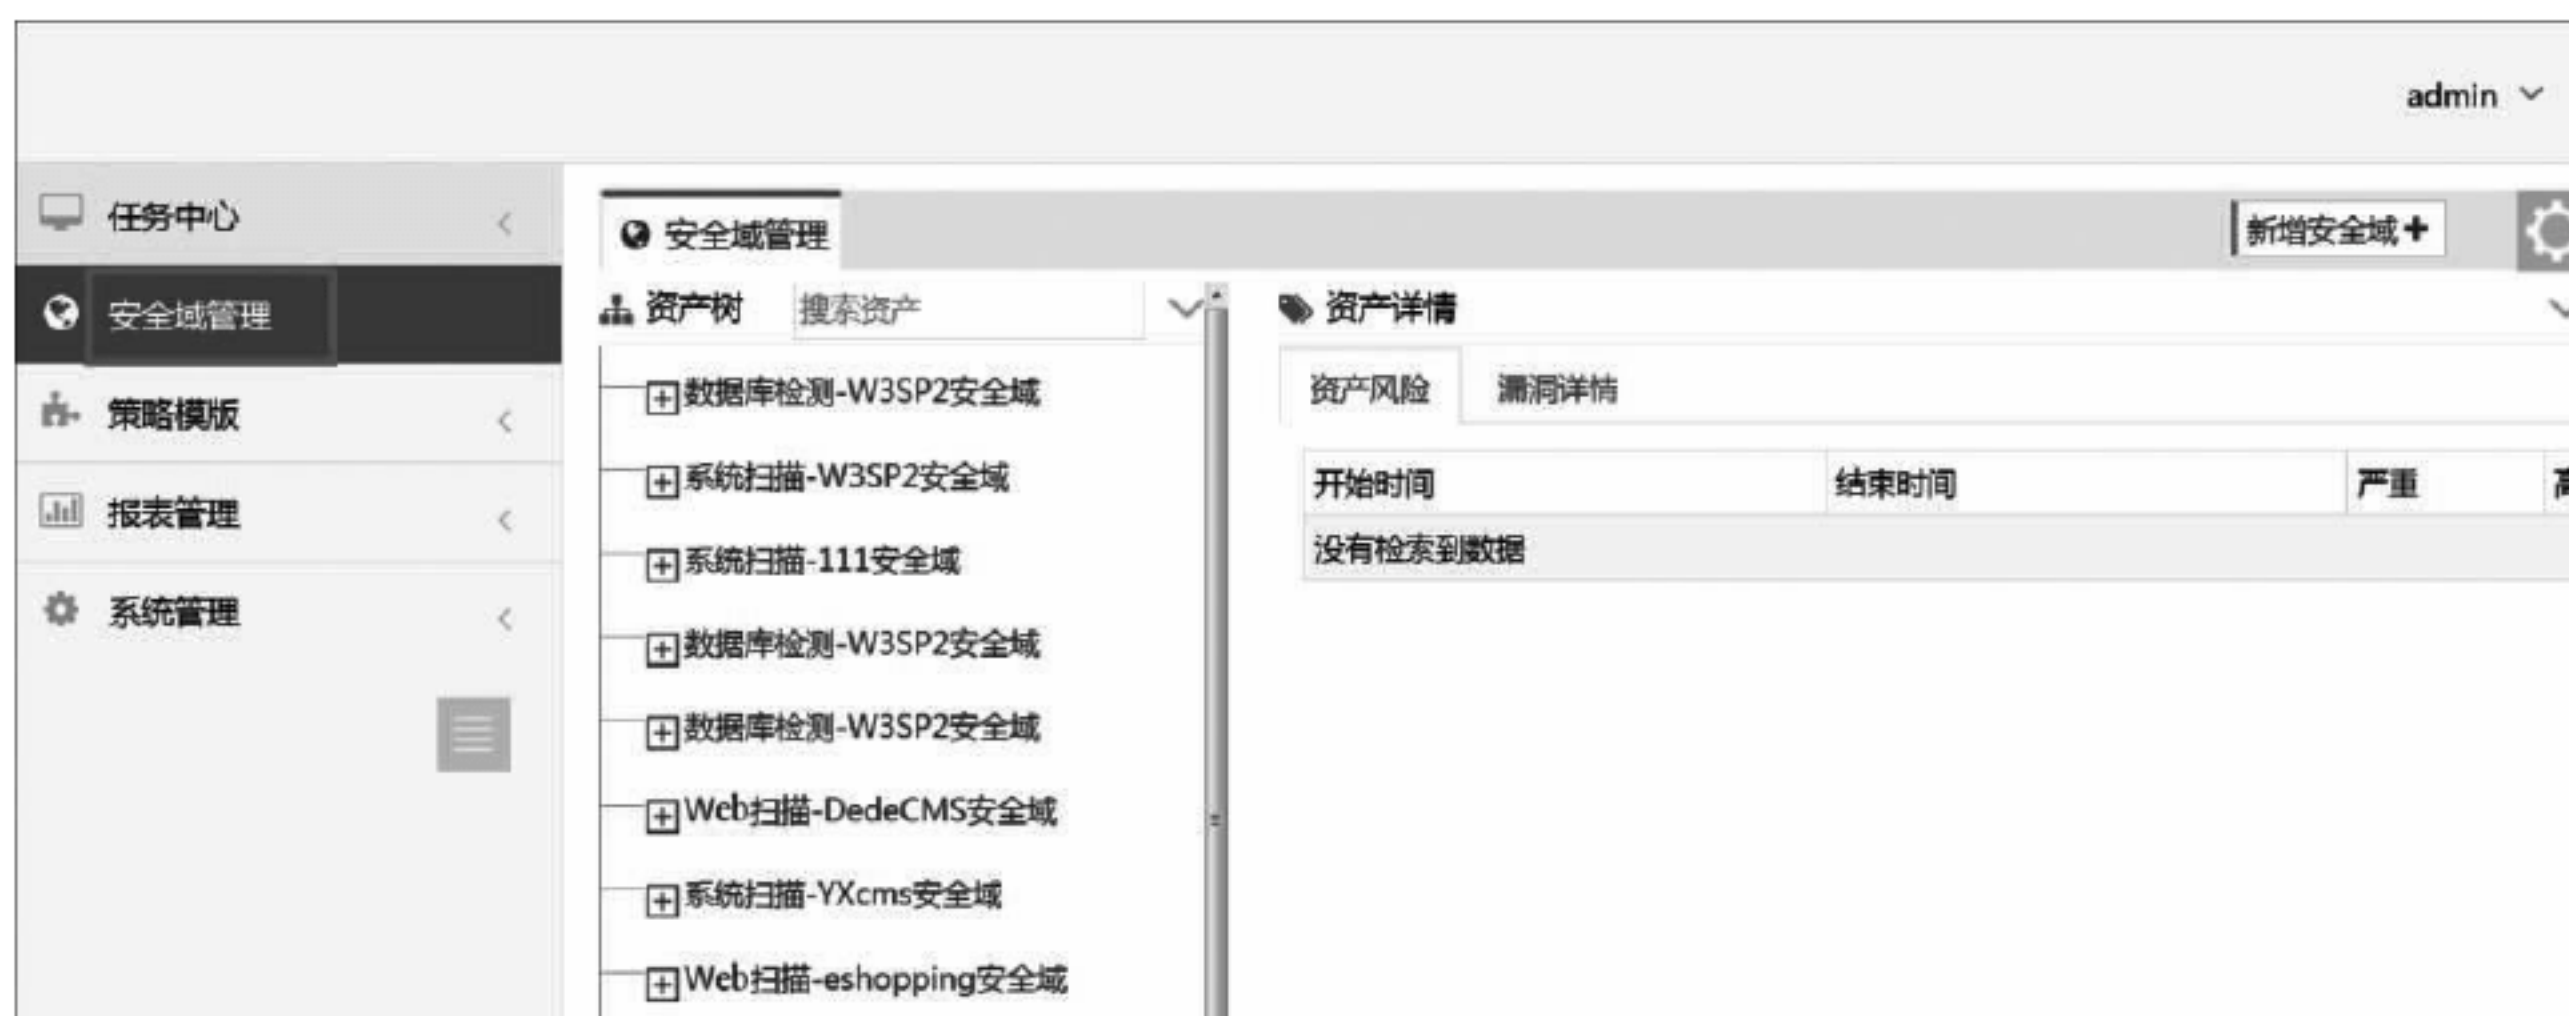 admin
任务中心
安全域管理
策略模版
报表管理
系统管理
安全域管理
新增安全域+
资产树 搜索资产
数据库检测-W3SP2安全域
系统扫描-W3SP2安全域
系统扫描-111安全域
数据库检测-W3SP2安全域
数据库检测-W3SP2安全域
Web扫描-DedeCMS安全域
系统扫描-YXcms安全域
Web扫描-eshopping安全域
资产详情
资产风险 漏洞详情
开始时间 结束时间 严重
没有检索到数据